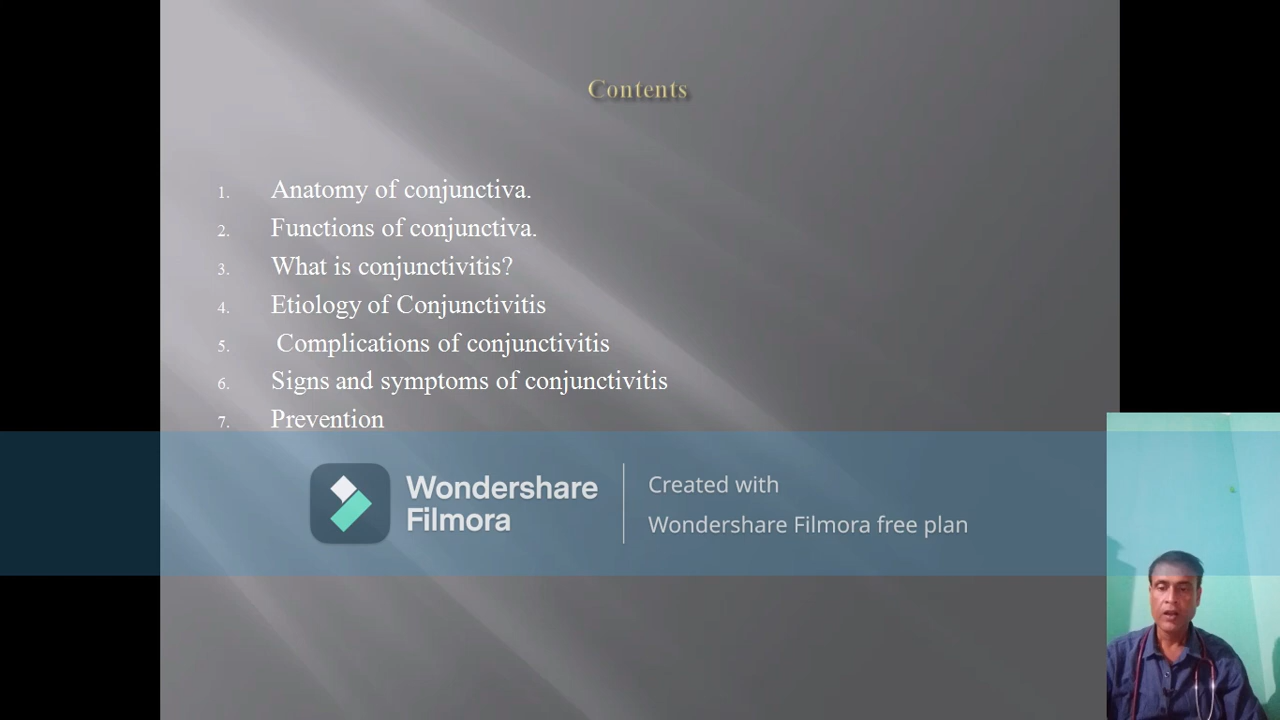 Contents
1. Anatomy of conjunctiva.
2. Functions of conjunctiva.
3. What is conjunctivitis?
4. Etiology of Conjunctivitis
5. Complications of conjunctivitis
6. Signs and symptoms of conjunctivitis
7. Prevention
Wondershare
Filmora
Created with
Wondershare Filmora free plan